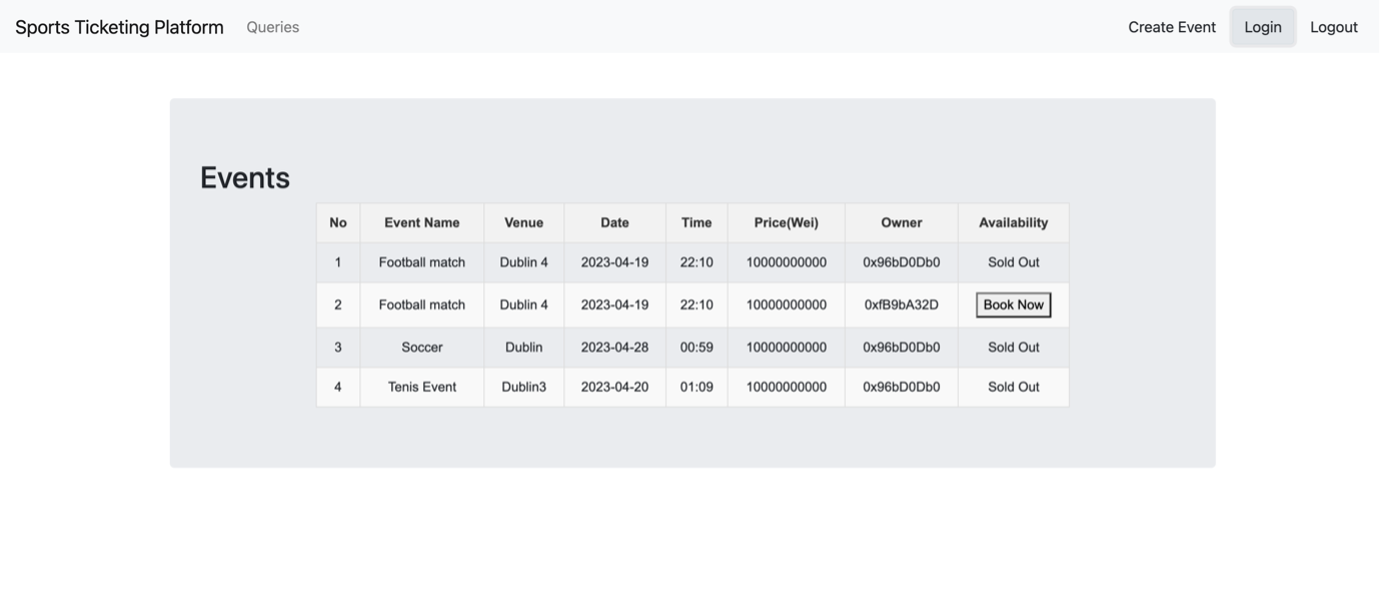 Sports Ticketing Platform Queries Create Event Login Logout
Events
No Event Name Venue Date Time Price(Wei) Owner Availability
1 Football match Dublin 4 2023-04-19 22:10 10000000000 0x96bD0Db0 Sold Out
2 Football match Dublin 4 2023-04-19 22:10 10000000000 0xfB9bA32D Book Now
3 Soccer Dublin 2023-04-28 00:59 10000000000 0x96bD0Db0 Sold Out
4 Tenis Event Dublin3 2023-04-20 01:09 10000000000 0x96bD0Db0 Sold Out